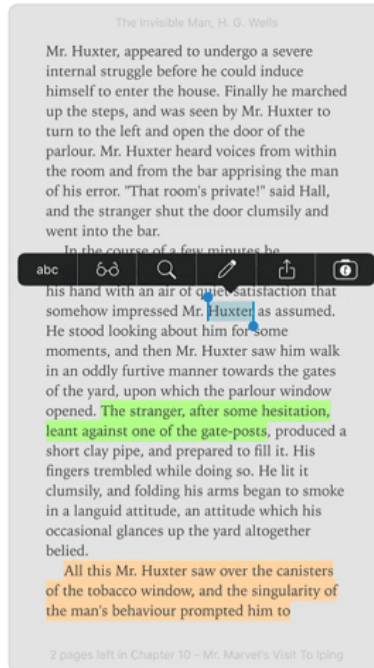 The Invisible Man, H. G. Wells
Mr. Huxter, appeared to undergo a severe
internal struggle before he could induce
himself to enter the house. Finally he marched
up the steps, and was seen by Mr. Huxter to
turn to the left and open the door of the
parlour. Mr. Huxter heard voices from within
the room and from the bar apprising the man
of his error. "That room's private!" said Hall,
and the stranger shut the door clumsily and
went into the bar.
In the course of a few minutes he
abc
his hand with an air of quiet satisfaction that
somehow impressed Mr. Huxter as assumed.
He stood looking about him for some
moments, and then Mr. Huxter saw him walk
in an oddly furtive manner towards the gates
of the yard, upon which the parlour window
opened. The stranger, after some hesitation,
leant against one of the gate-posts, produced a
short clay pipe, and prepared to fill it. His
fingers trembled while doing so. He lit it
clumsily, and folding his arms began to smoke
in a languid attitude, an attitude which his
occasional glances up the yard altogether
belied.
All this Mr. Huxter saw over the canisters
of the tobacco window, and the singularity of
the man's behaviour prompted him to
2 pages left in Chapter 10 - Mr. Marvel's Visit To Iping